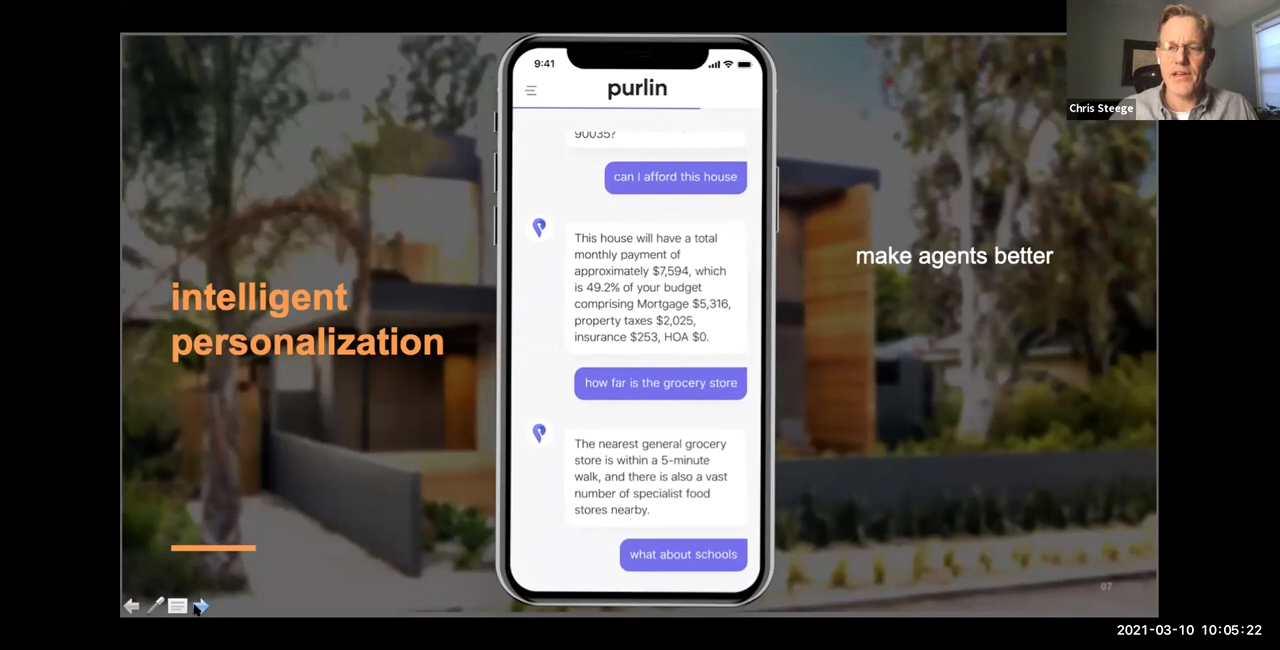 9:41
purlin
90035?
can I afford this house
This house will have a total
monthly payment of
approximately $7,594, which
is 49.2% of your budget
comprising Mortgage $5,316,
property taxes $2,025,
insurance $253, HOA $0.
how far is the grocery store
The nearest general grocery
store is within a 5-minute
walk, and there is also a vast
number of specialist food
stores nearby.
what about schools
intelligent
personalization
make agents better
07
Chris Steege
2021-03-10 10:05:22